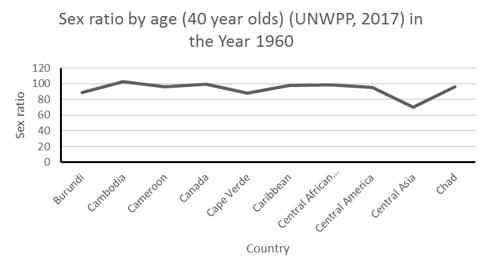 Sex ratio by age (40 year olds) (UNWPP, 2017) in
the Year 1960
120
100
80
60
40
20
0
Sex ratio
Burundi
Cambodia
Cameroon
Canada
Cape Verde
Caribbean
Central African...
Central America
Central Asia
Chad
Country